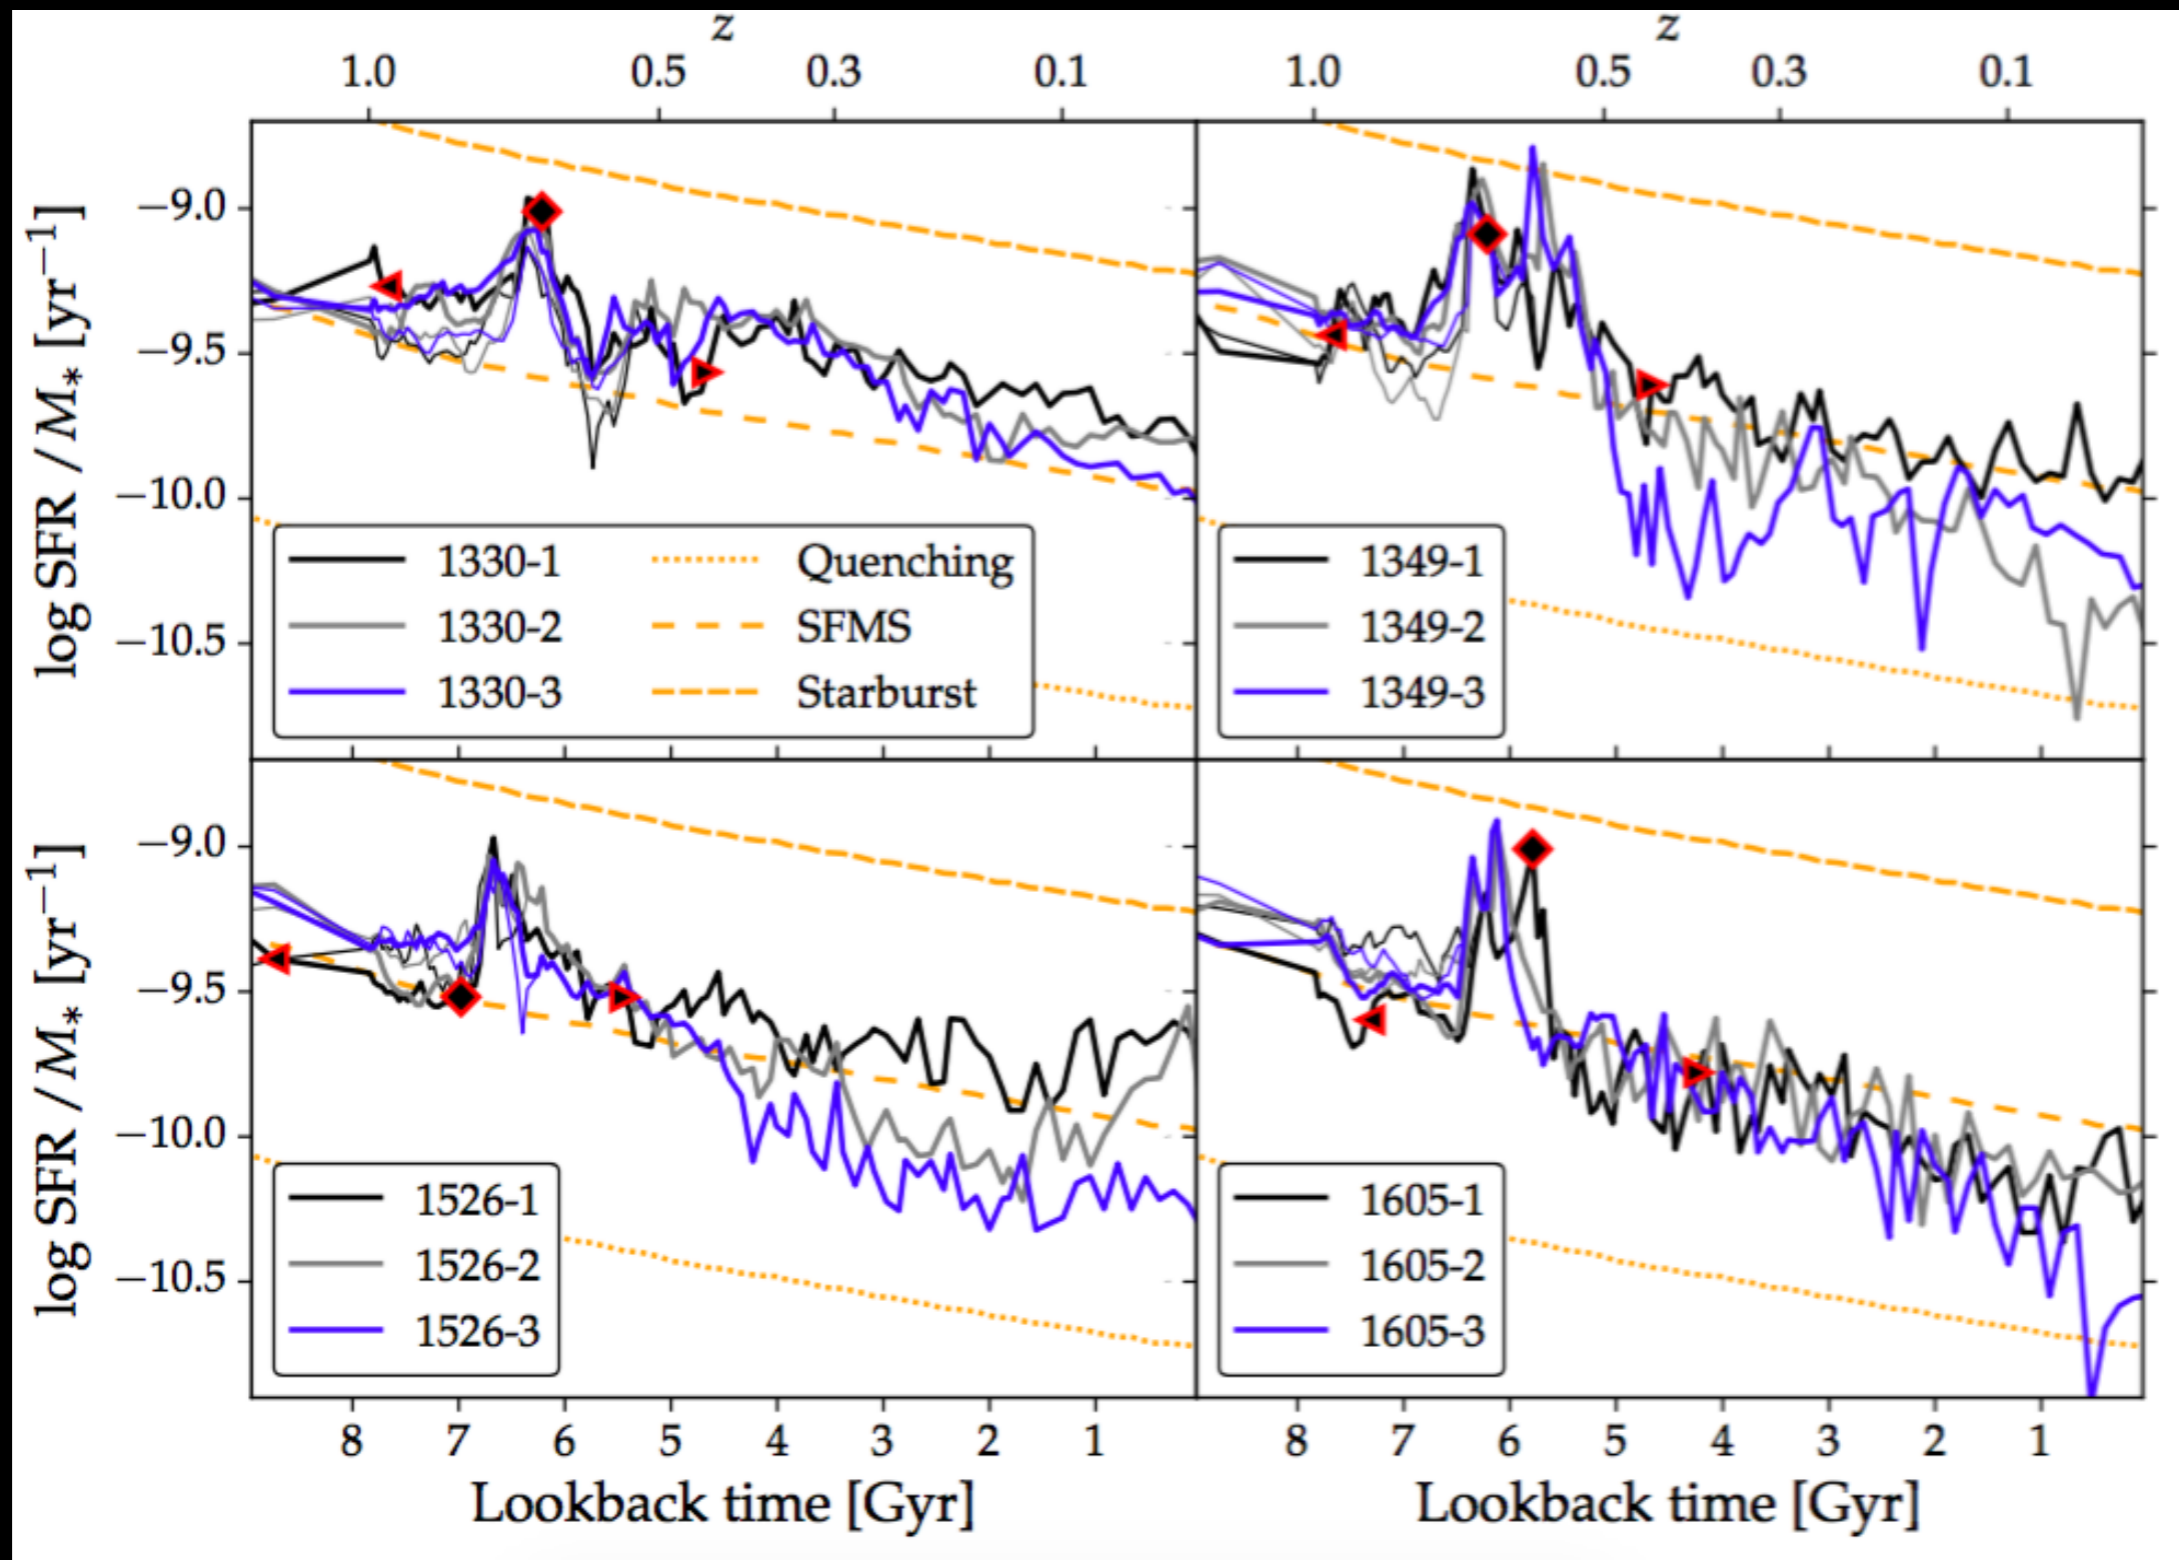 z z
1.0 0.5 0.3 0.1 1.0 0.5 0.3 0.1
log SFR / M* [yr−1]
−9.0
−9.5
−10.0
−10.5
1330-1 Quenching
1330-2 SFMS
1330-3 Starburst
1349-1
1349-2
1349-3
log SFR / M* [yr−1]
−9.0
−9.5
−10.0
−10.5
1526-1
1526-2
1526-3
1605-1
1605-2
1605-3
8 7 6 5 4 3 2 1 8 7 6 5 4 3 2 1
Lookback time [Gyr] Lookback time [Gyr]